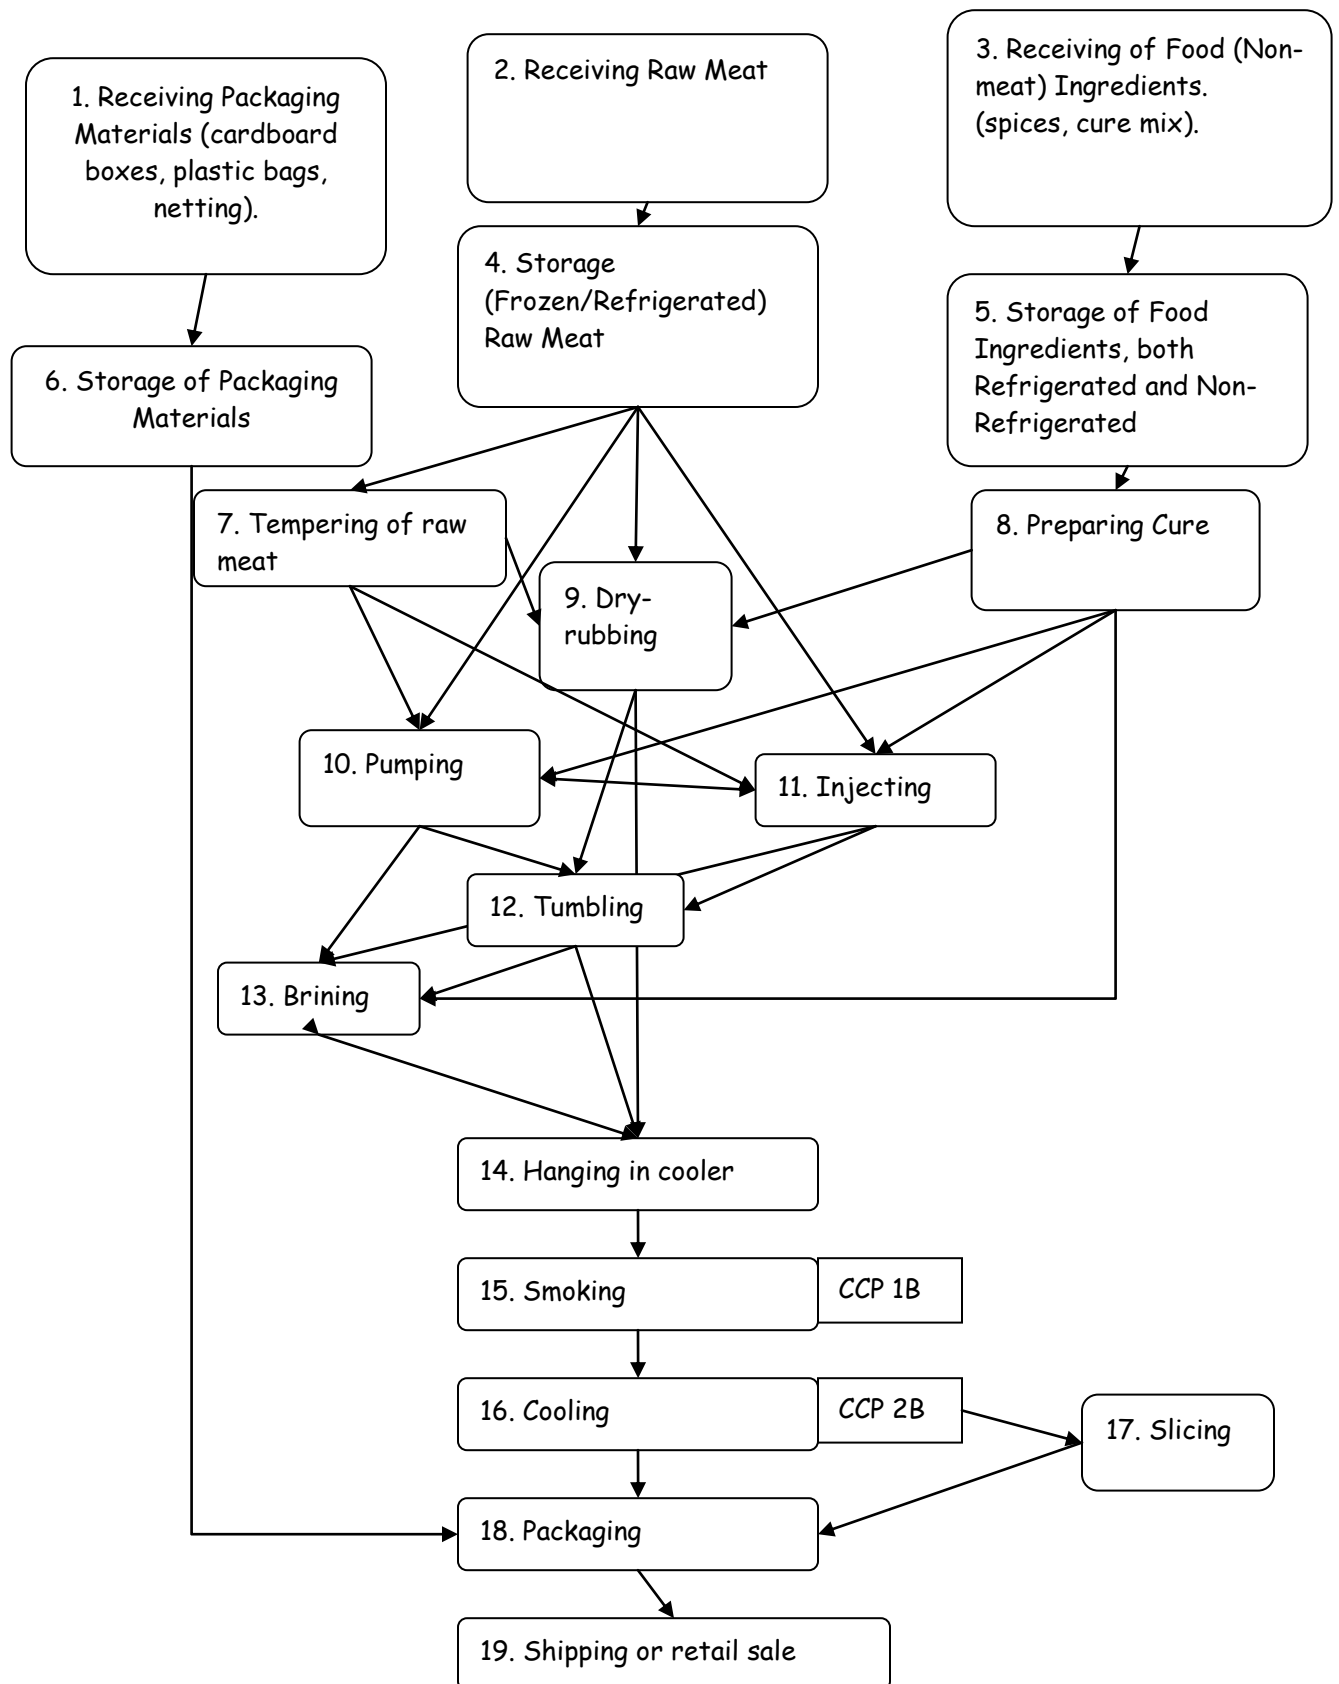 1. Receiving Packaging
Materials (cardboard
boxes, plastic bags,
netting).
2. Receiving Raw Meat
3. Receiving of Food (Non-
meat) Ingredients.
(spices, cure mix).
4. Storage
(Frozen/Refrigerated)
Raw Meat
5. Storage of Food
Ingredients, both
Refrigerated and Non-
Refrigerated
6. Storage of Packaging
Materials
7. Tempering of raw
meat
8. Preparing Cure
9. Dry-
rubbing
10. Pumping
11. Injecting
12. Tumbling
13. Brining
14. Hanging in cooler
15. Smoking
CCP 1B
16. Cooling
CCP 2B
17. Slicing
18. Packaging
19. Shipping or retail sale